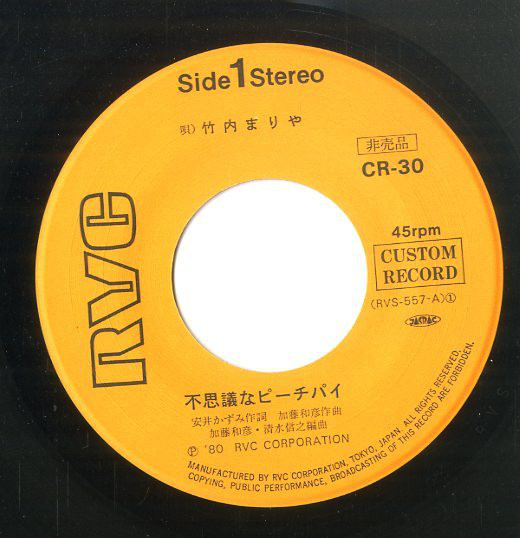 Side 1 Stereo
唄) 竹内まりや
非売品
CR-30
RVC
45rpm
CUSTOM
RECORD
(RVS-557-A)①
JASRAC
不思議なピーチパイ
安井かずみ作詞 加藤和彦作曲
加藤和彦・清水信之編曲
Ⓟ '80 RVC CORPORATION
MANUFACTURED BY RVC CORPORATION, TOKYO, JAPAN. ALL RIGHTS RESERVED.
COPYING, PUBLIC PERFORMANCE, BROADCASTING OF THIS RECORD ARE FORBIDDEN.